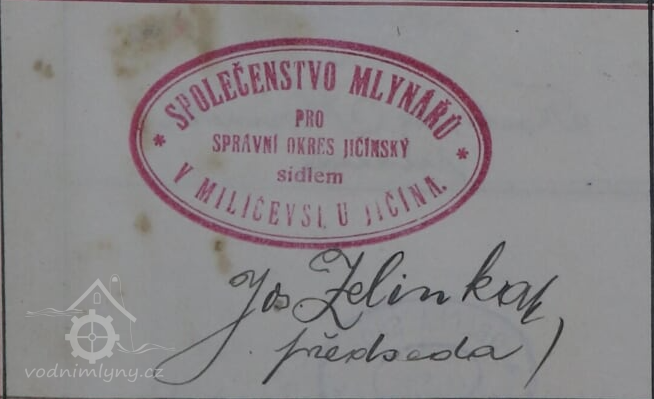 * SPOLEČENSTVO MLYNÁŘŮ *
PRO
SPRÁVNÍ OKRES JIČÍNSKÝ
sídlem
V MILIČEVSI, U JIČÍNA.
Jos Zelinka,
předseda
vodnimlyny.cz